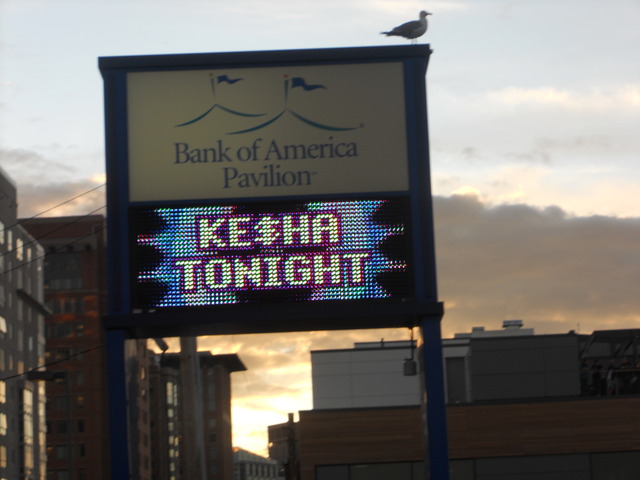 Bank of America
Pavilion
KE$HA
TONIGHT